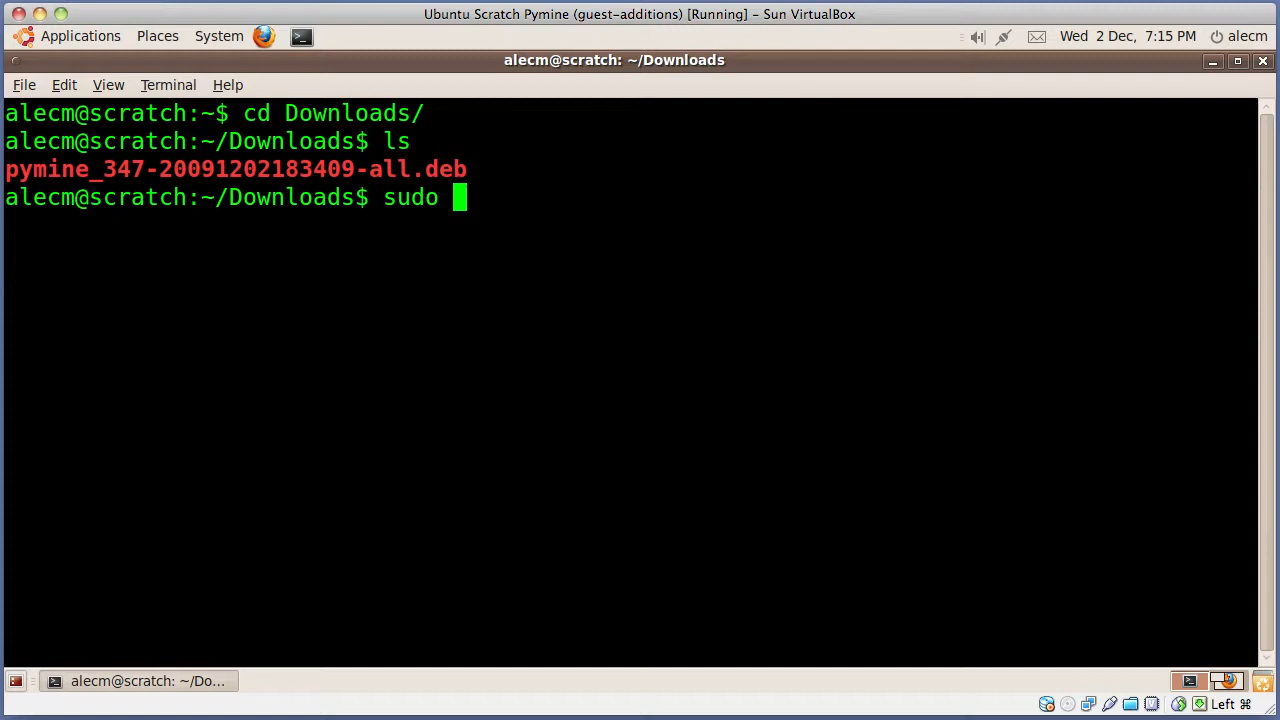 Ubuntu Scratch Pymine (guest-additions) [Running] – Sun VirtualBox
Applications Places System Wed 2 Dec, 7:15 PM alecm
alecm@scratch: ~/Downloads
File Edit View Terminal Help
alecm@scratch:~$ cd Downloads/
alecm@scratch:~/Downloads$ ls
pymine_347-20091202183409-all.deb
alecm@scratch:~/Downloads$ sudo
alecm@scratch: ~/Do...
Left ⌘